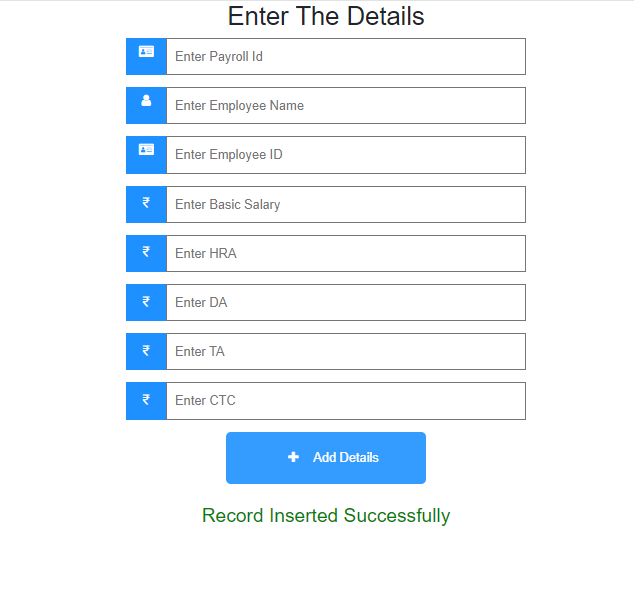 Enter The Details
Enter Payroll Id
Enter Employee Name
Enter Employee ID
₹ Enter Basic Salary
₹ Enter HRA
₹ Enter DA
₹ Enter TA
₹ Enter CTC
Add Details
Record Inserted Successfully